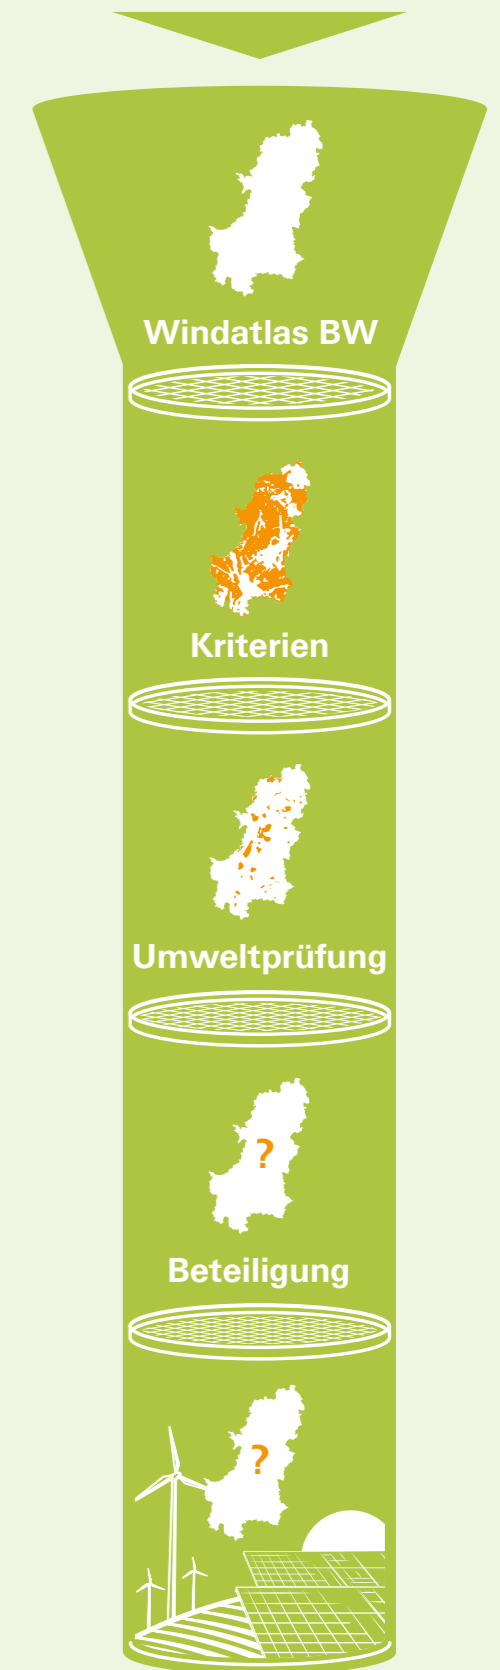 Windatlas BW
Kriterien
Umweltprüfung
?
Beteiligung
?